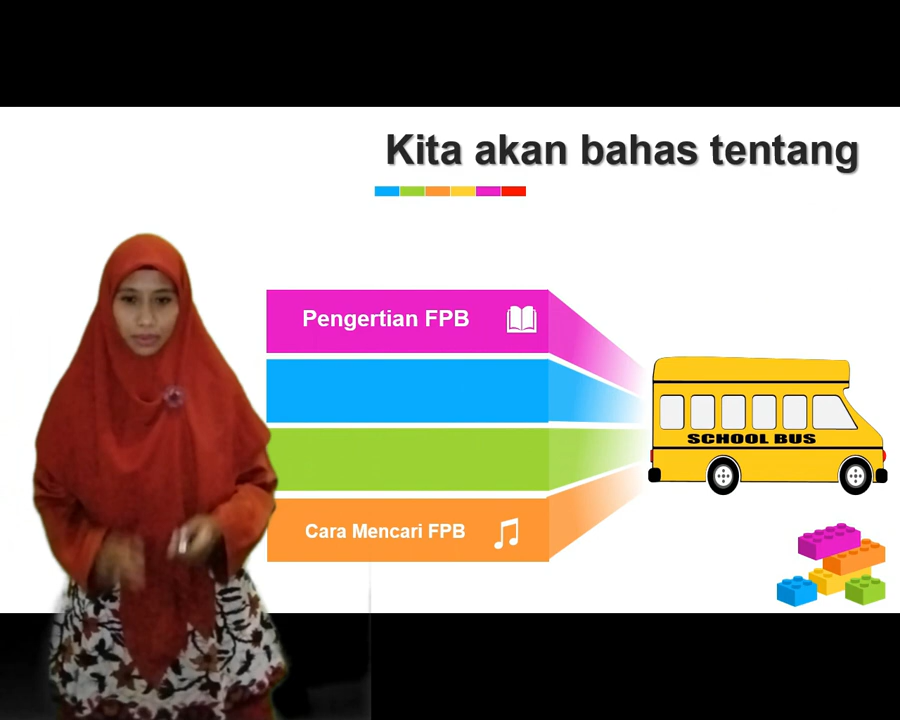 Kita akan bahas tentang
Pengertian FPB
SCHOOL BUS
Cara Mencari FPB